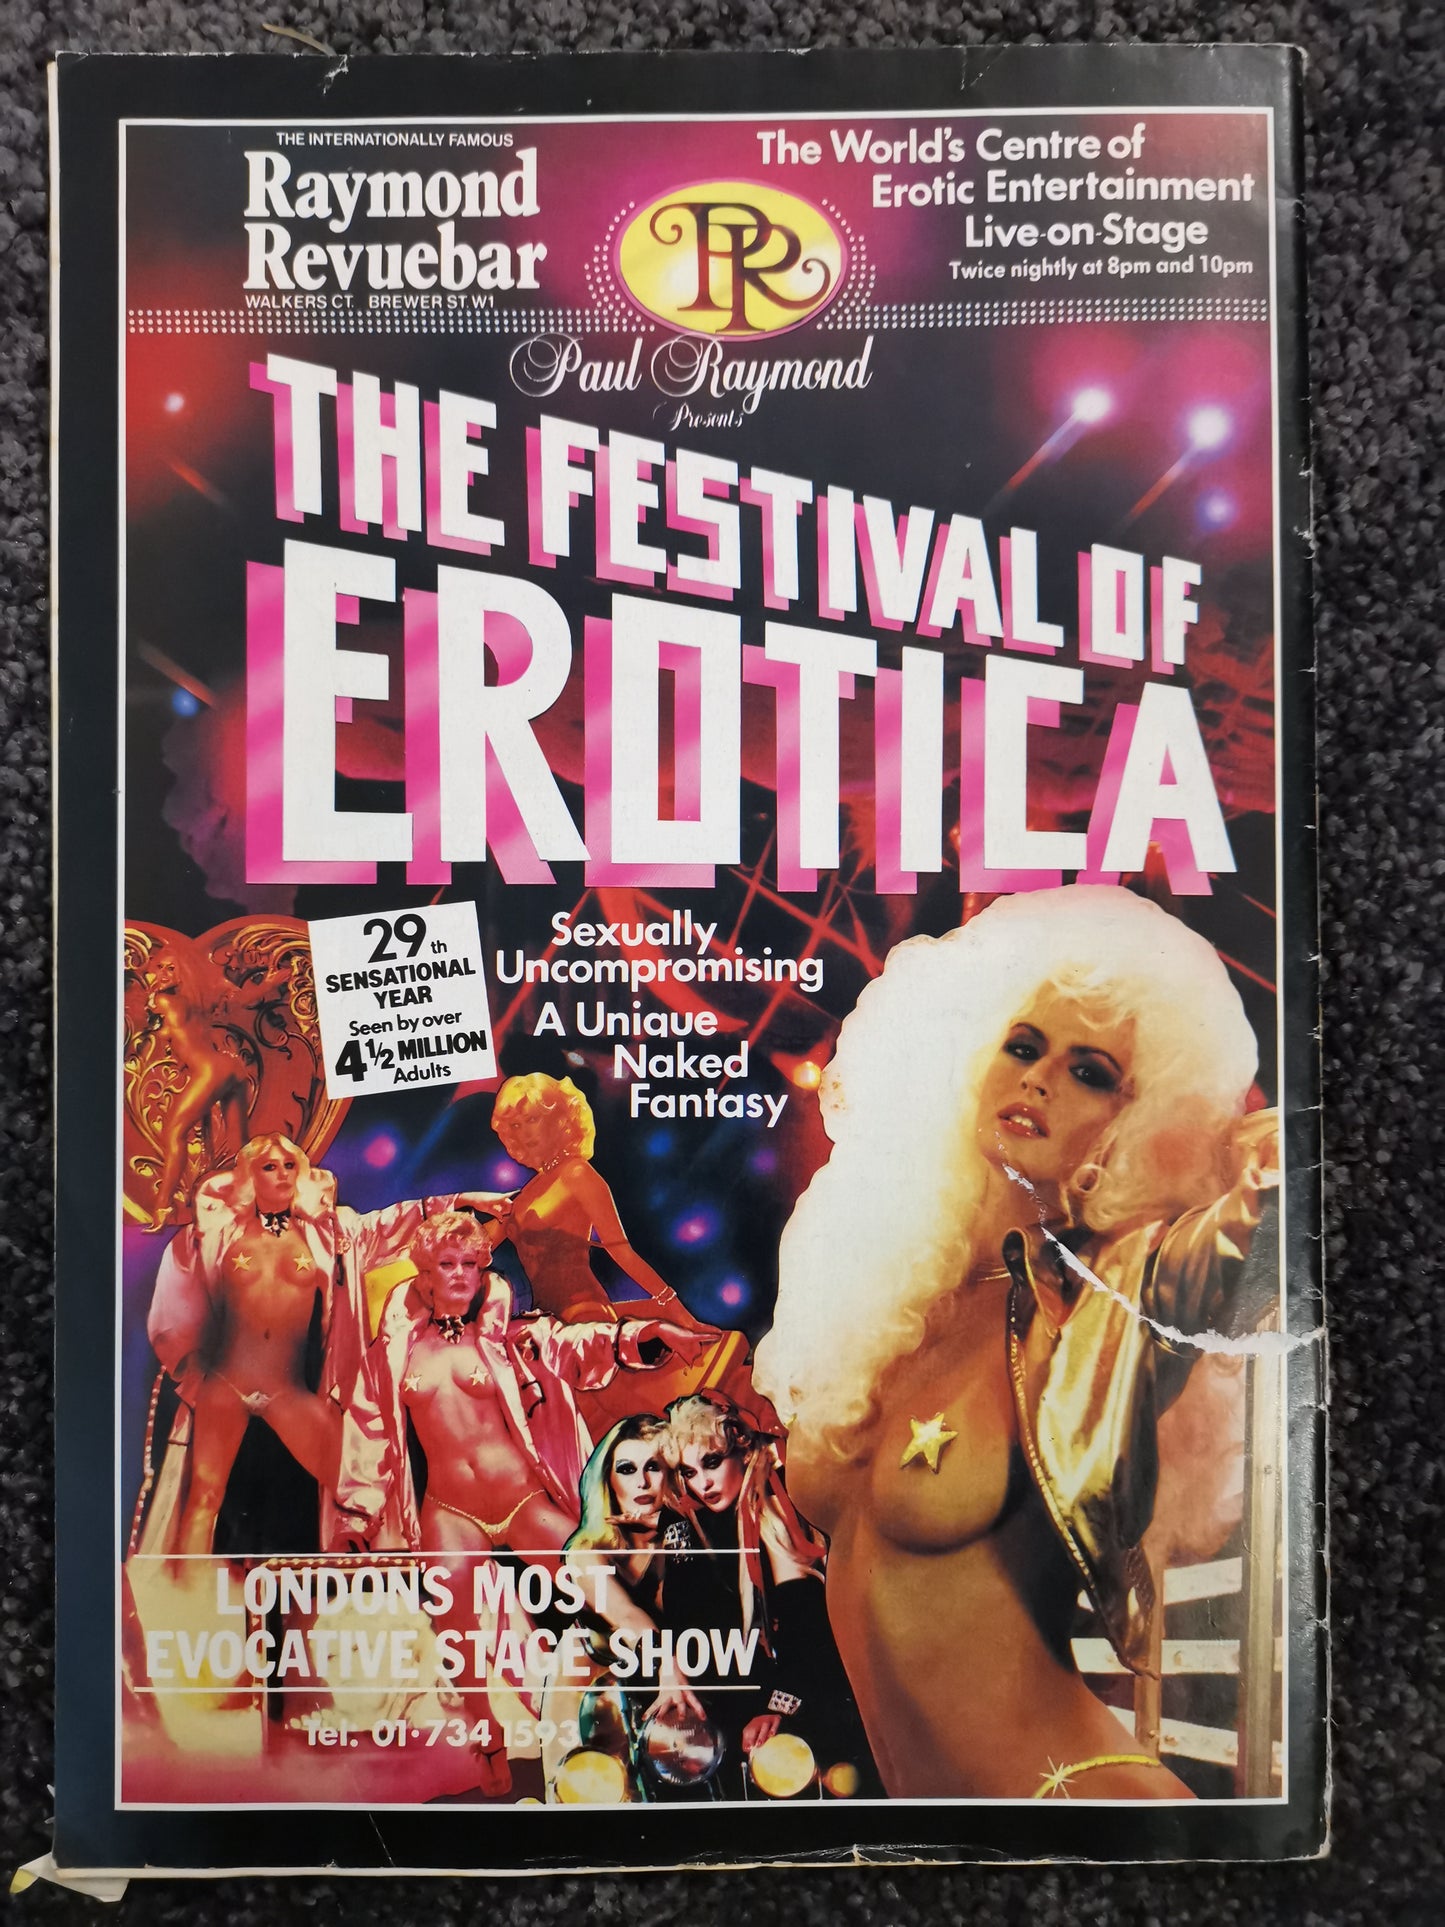 THE INTERNATIONALLY FAMOUS
Raymond
Revuebar
WALKERS CT. BREWER ST. W1
The World's Centre of
Erotic Entertainment
Live-on-Stage
Twice nightly at 8pm and 10pm
PR
Paul Raymond
Presents
THE FESTIVAL OF
EROTICA
29th
SENSATIONAL
YEAR
Seen by over
4½ MILLION
Adults
Sexually
Uncompromising
A Unique
Naked
Fantasy
LONDON'S MOST
EVOCATIVE STAGE SHOW
Tel. 01·734 1593